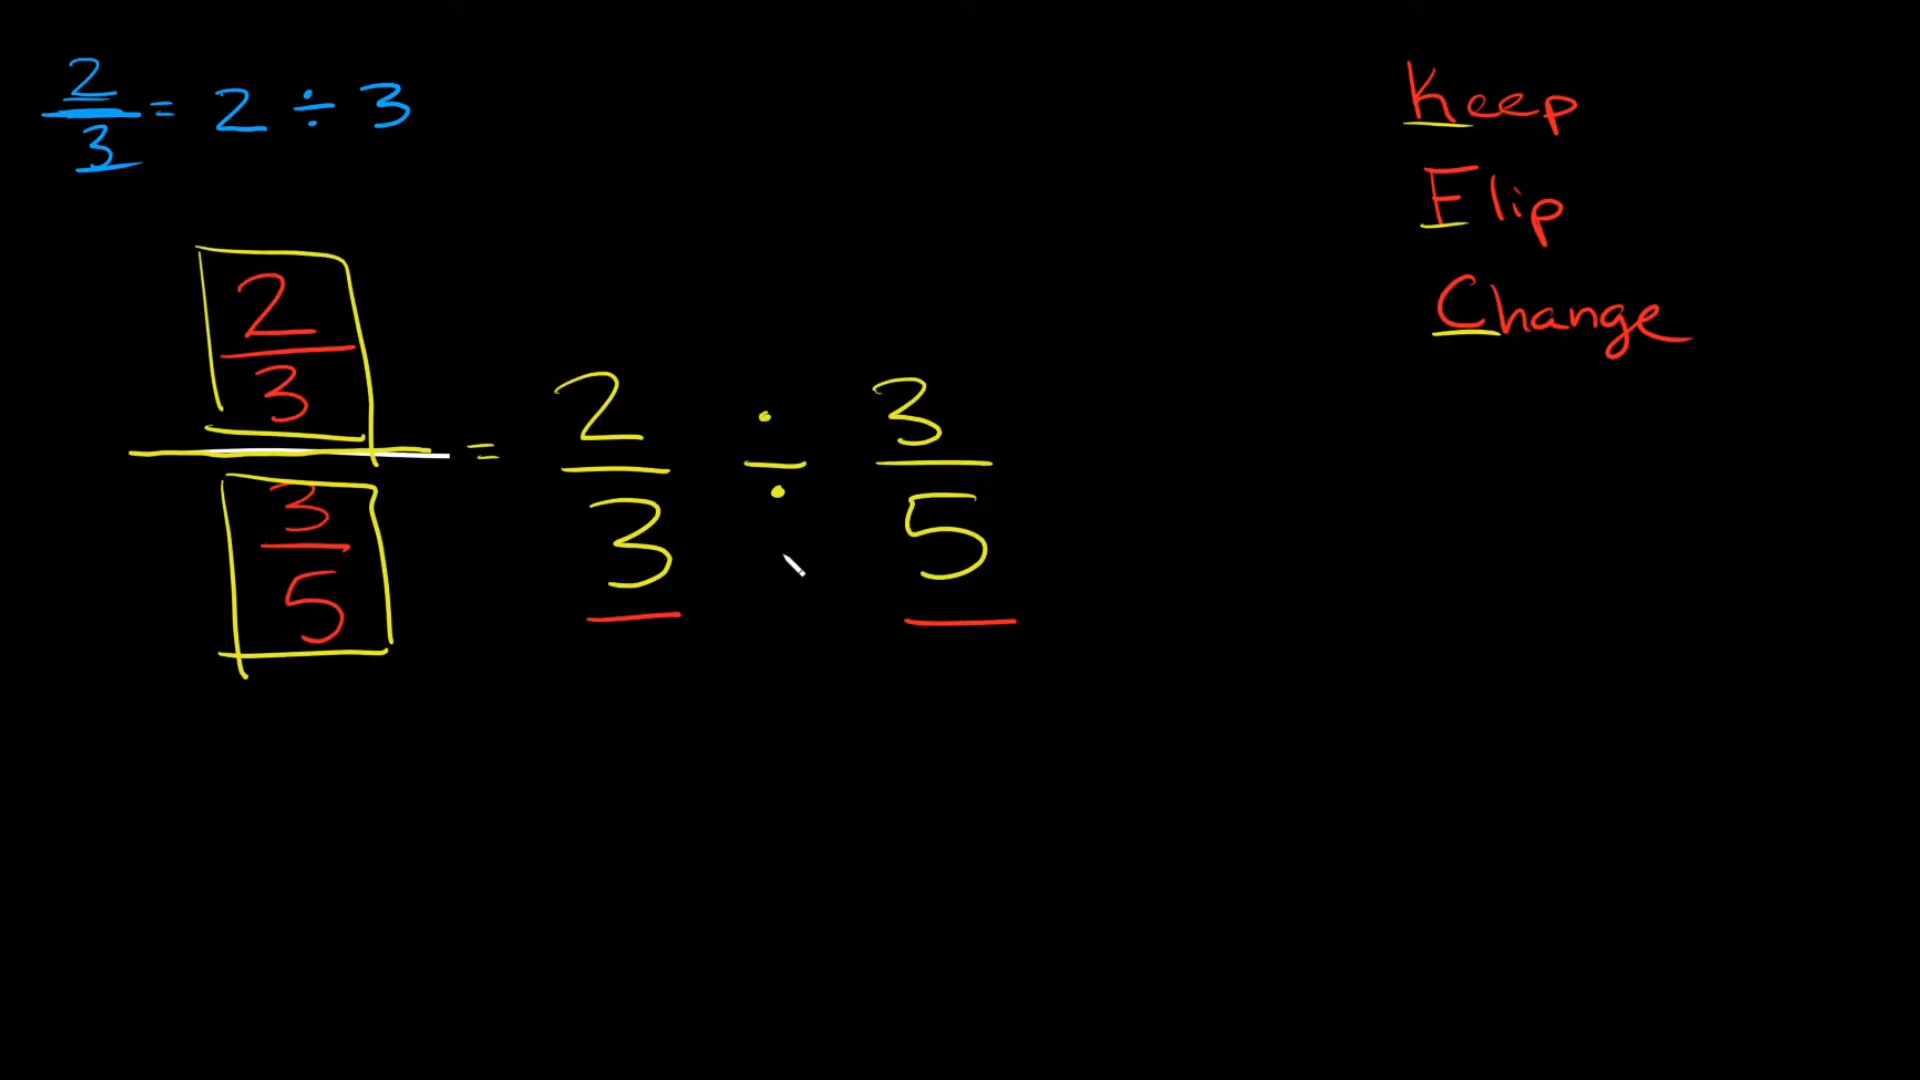 2/3 = 2 ÷ 3
Keep
Flip
Change
2/3 / 3/5 = 2/3 ÷ 3/5